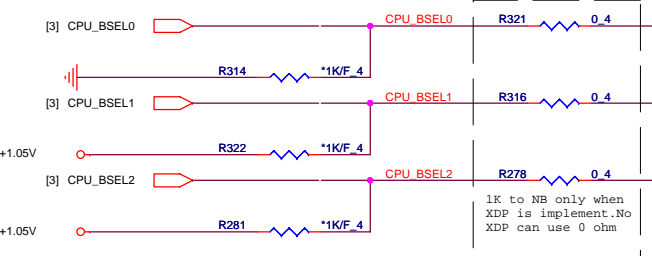 [3] CPU_BSEL0 CPU_BSEL0 R321 0_4
R314 *1K/F_4
[3] CPU_BSEL1 CPU_BSEL1 R316 0_4
+1.05V R322 *1K/F_4
[3] CPU_BSEL2 CPU_BSEL2 R278 0_4
1K to NB only when
XDP is implement.No
XDP can use 0 ohm
+1.05V R281 *1K/F_4